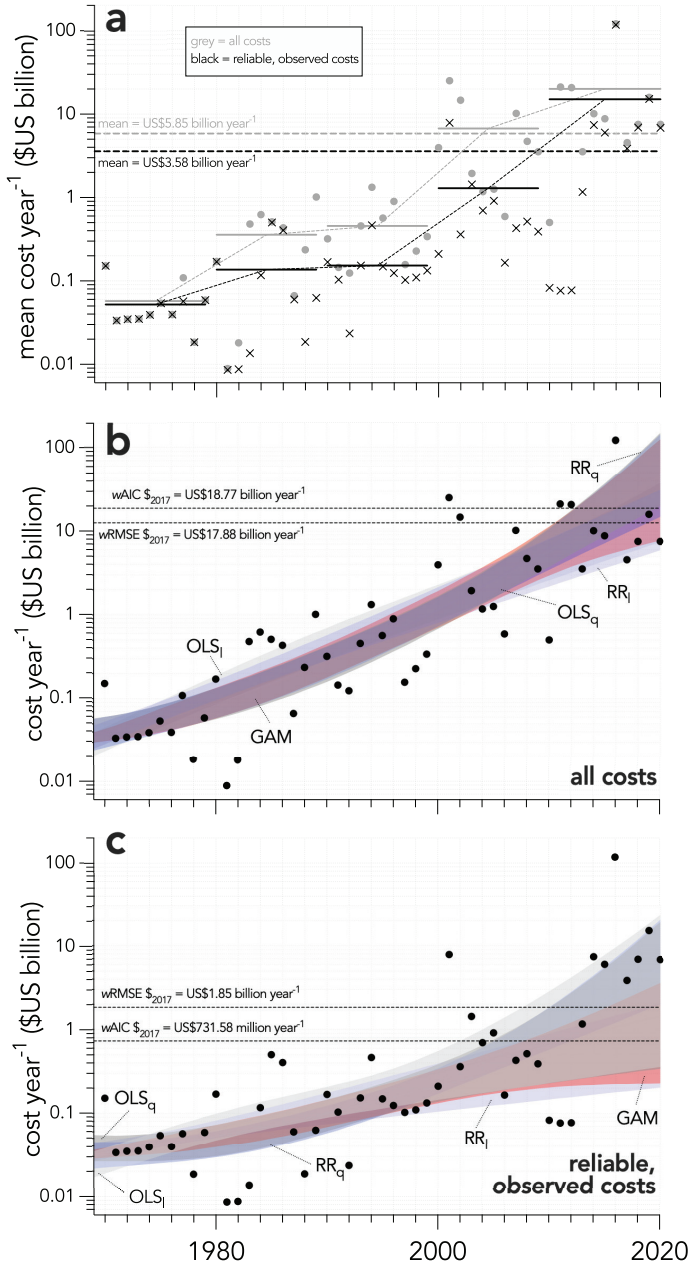 a
100
10
1
0.1
0.01
mean cost year-1 ($US billion)
grey = all costs
black = reliable, observed costs
mean = US$5.85 billion year-1
mean = US$3.58 billion year-1
b
100
10
1
0.1
0.01
cost year-1 ($US billion)
wAIC $2017 = US$18.77 billion year-1
wRMSE $2017 = US$17.88 billion year-1
RRq
RRl
OLSq
OLSl
GAM
all costs
c
100
10
1
0.1
0.01
cost year-1 ($US billion)
wRMSE $2017 = US$1.85 billion year-1
wAIC $2017 = US$731.58 million year-1
OLSq
OLSl
RRq
RRl
GAM
reliable,
observed costs
1980
2000
2020